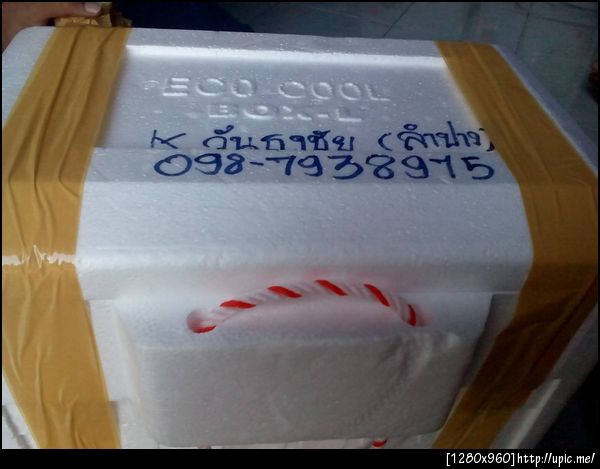 ECO COOL
BOX-L
K วันธงชัย (ลำปาง)
098-7938975
[1280x960]http://upic.me/